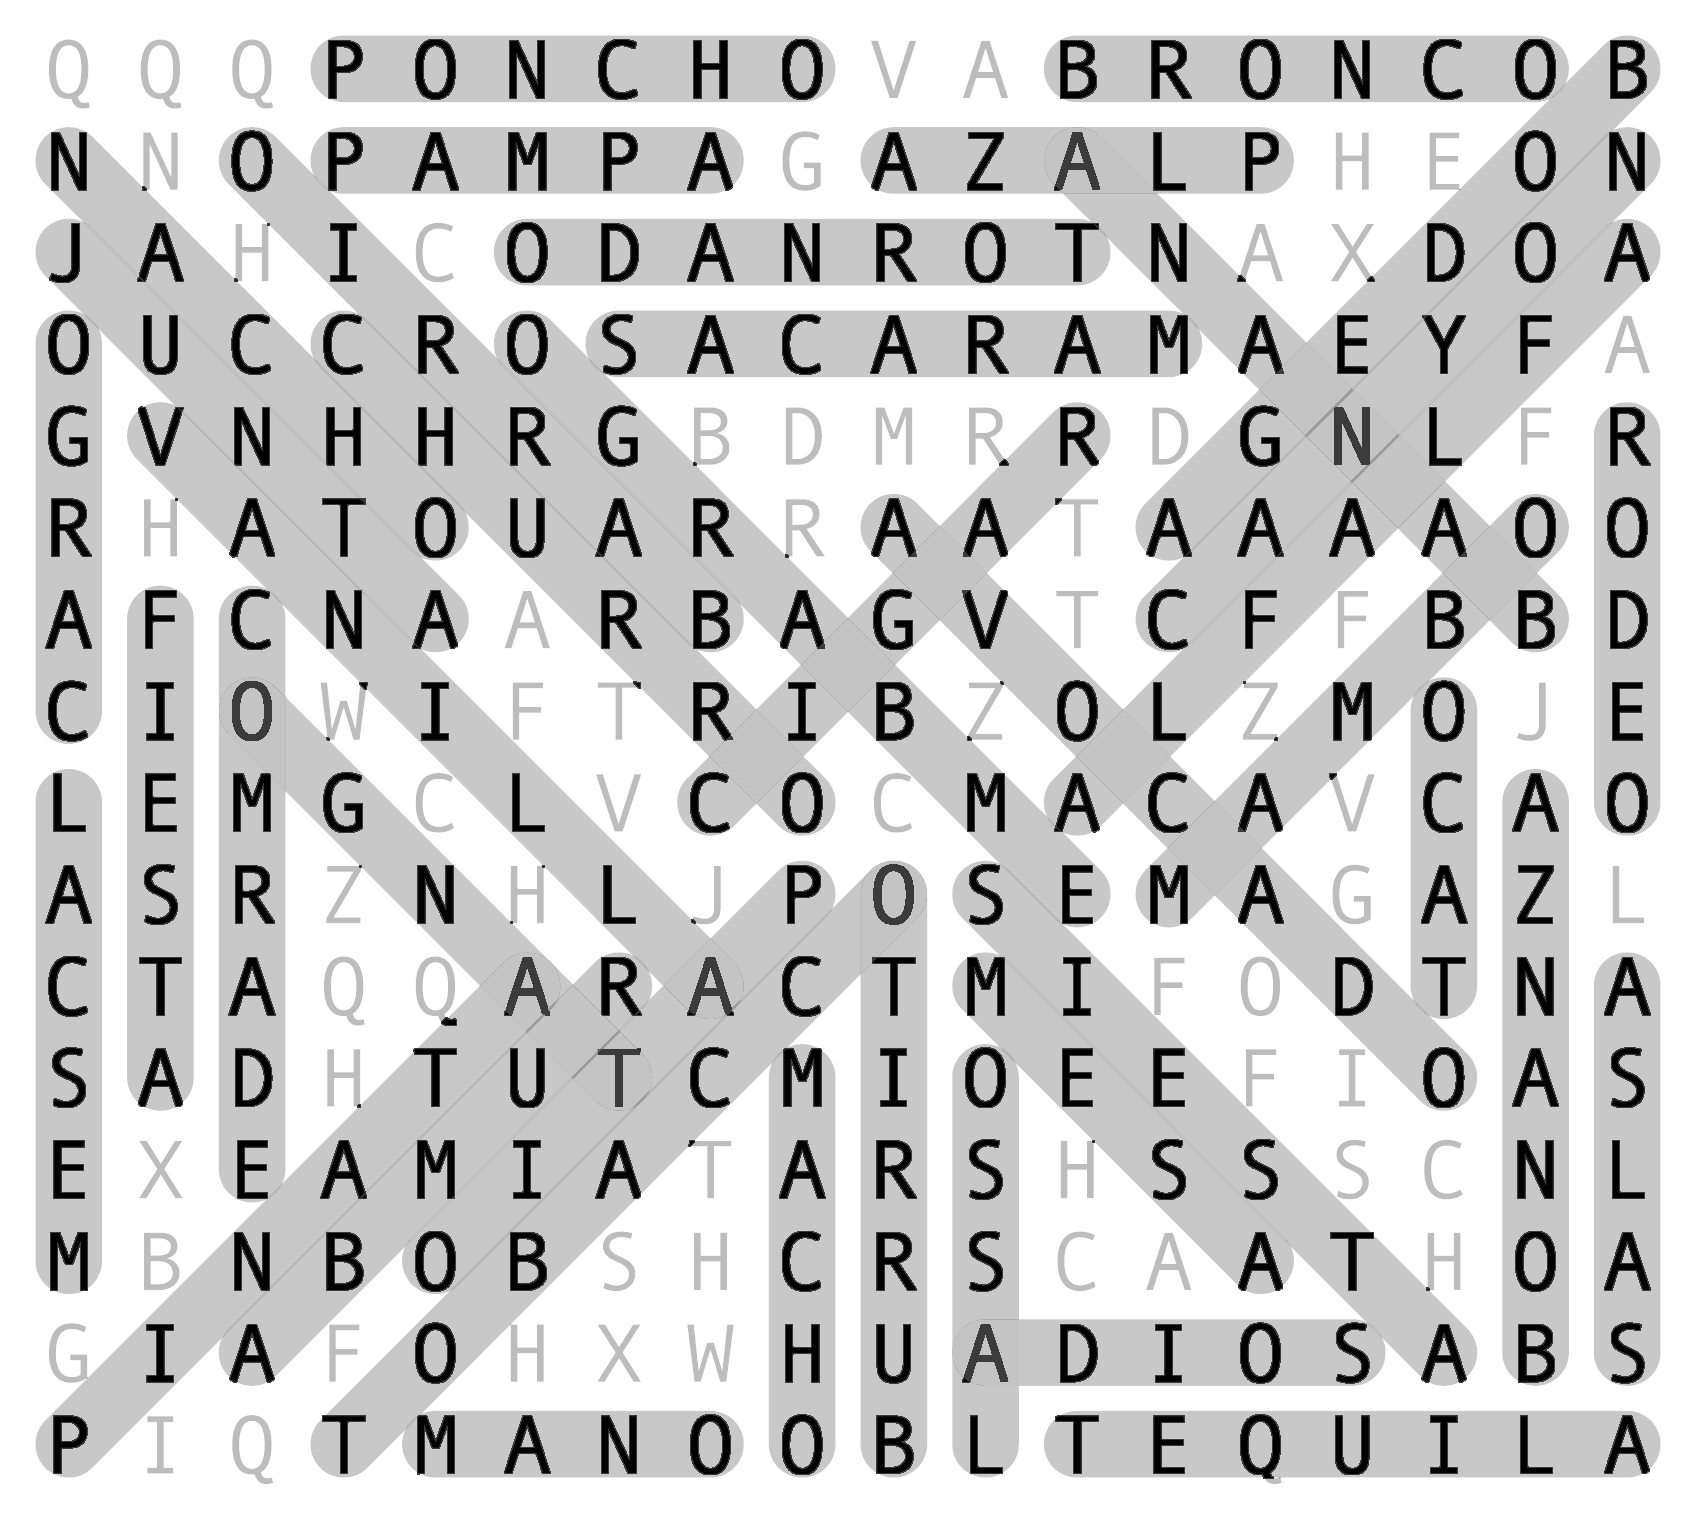 Q Q Q P O N C H O V A B R O N C O B
N N O P A M P A G A Z A L P H E O N
J A H I C O D A N R O T N A X D O A
O U C C R O S A C A R A M A E Y F A
G V N H H R G B D M R R D G N L F R
R H A T O U A R R A A T A A A A O O
A F C N A A R B A G V T C F F B B D
C I O W I F T R I B Z O L Z M O J E
L E M G C L V C O C M A C A V C A O
A S R Z N H L J P O S E M A G A Z L
C T A Q Q A R A C T M I F O D T N A
S A D H T U T C M I O E E F I O A S
E X E A M I A T A R S H S S S C N L
M B N B O B S H C R S C A A T H O A
G I A F O H X W H U A D I O S A B S
P I Q T M A N O O B L T E Q U I L A